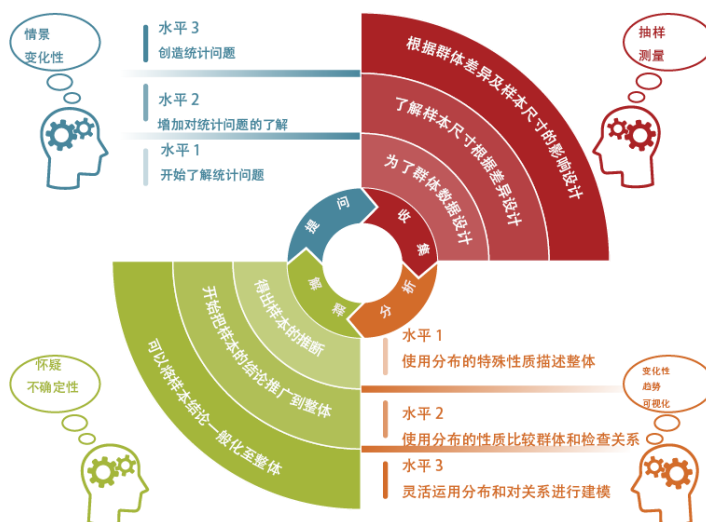 情景
变化性
水平 3
创造统计问题
水平 2
增加对统计问题的了解
水平 1
开始了解统计问题
抽样
测量
根据群体差异及样本尺寸的影响设计
了解样本尺寸根据差异设计
为了群体数据设计
提问
收集
分析
解释
得出样本的推断
开始把样本的结论推广到整体
可以将样本结论一般化至整体
怀疑
不确定性
水平 1
使用分布的特殊性质描述整体
水平 2
使用分布的性质比较群体和检查关系
水平 3
灵活运用分布和对关系进行建模
变化性
趋势
可视化